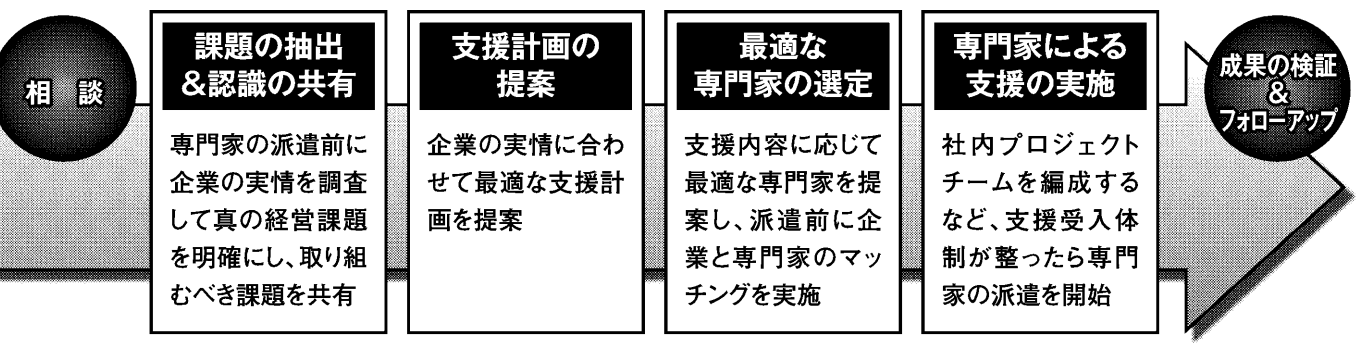 相 談
課題の抽出
&認識の共有
専門家の派遣前に
企業の実情を調査
して真の経営課題
を明確にし、取り組
むべき課題を共有
支援計画の
提案
企業の実情に合わ
せて最適な支援計
画を提案
最適な
専門家の選定
支援内容に応じて
最適な専門家を提
案し、派遣前に企
業と専門家のマッ
チングを実施
専門家による
支援の実施
社内プロジェクト
チームを編成する
など、支援受入体
制が整ったら専門
家の派遣を開始
成果の検証
&
フォローアップ